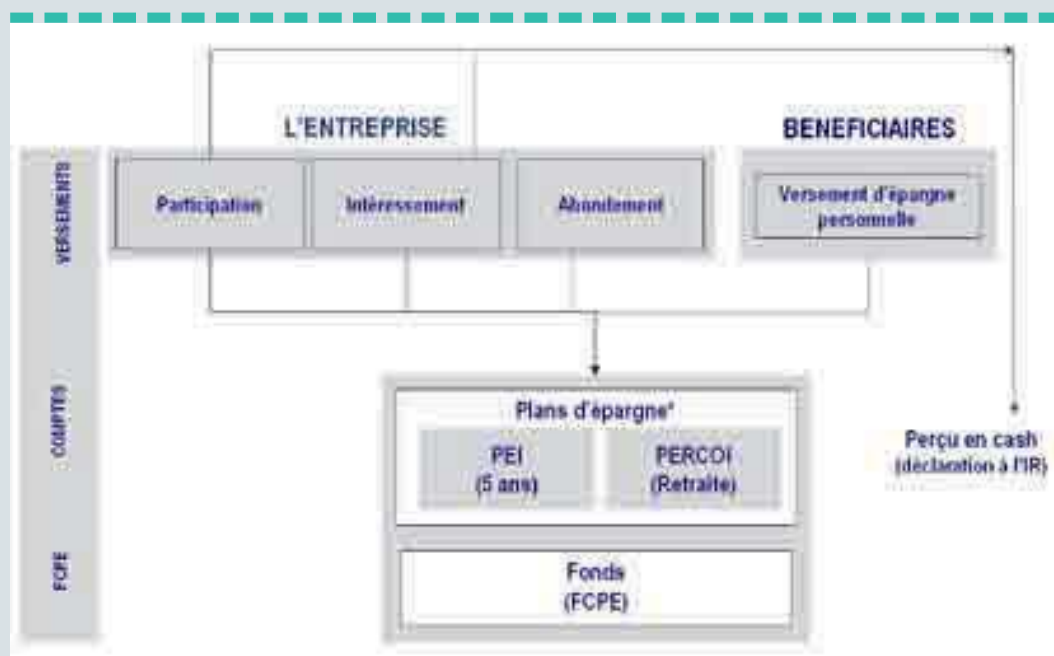 L'ENTREPRISE
BENEFICIAIRES
VERSEMENTS
Participation
Intéressement
Abondement
Versement d'épargne
personnelle
COMPTES
Plans d'épargne*
PEI
(5 ans)
PERCOI
(Retraite)
Perçu en cash
(déclaration à l'IR)
FCPE
Fonds
(FCPE)